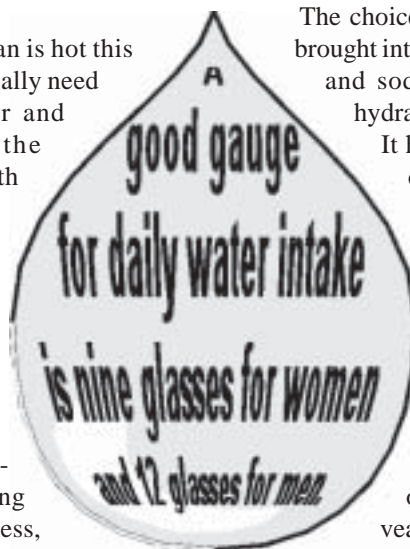 The choice
an is hot this
brought int
ally need
and soc
r and
hydra
the
It h
th
A
good gauge
for daily water intake
is nine glasses for women
and 12 glasses for men.
ing
ess,
vea